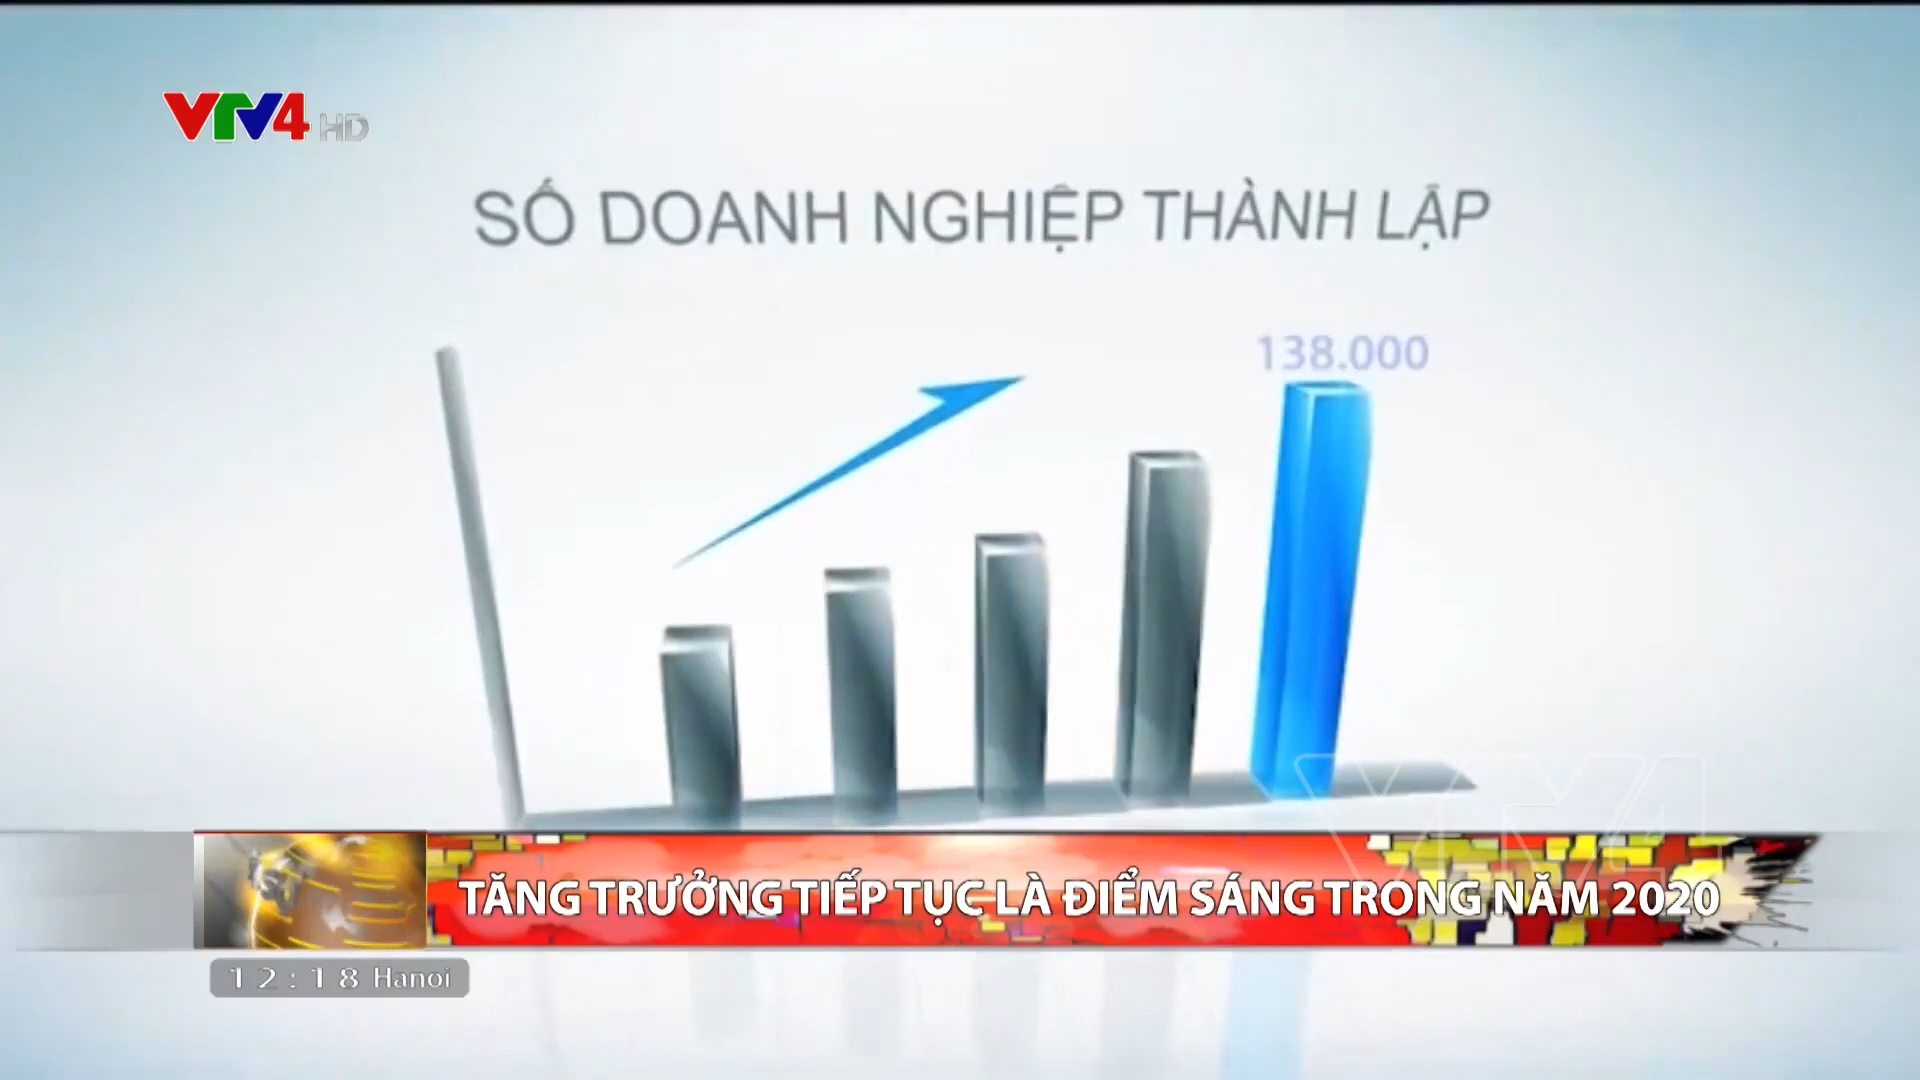 VTV4 HD
SỐ DOANH NGHIỆP THÀNH LẬP
138.000
VTV4
TĂNG TRƯỞNG TIẾP TỤC LÀ ĐIỂM SÁNG TRONG NĂM 2020
12:18 Hanoi